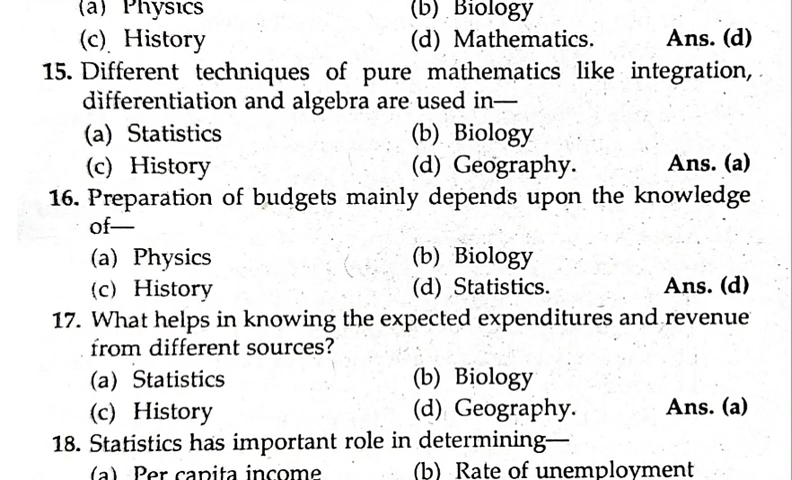 (a) Physics (b) Biology
(c) History (d) Mathematics. Ans. (d)
15. Different techniques of pure mathematics like integration,
differentiation and algebra are used in—
(a) Statistics (b) Biology
(c) History (d) Geography. Ans. (a)
16. Preparation of budgets mainly depends upon the knowledge
of—
(a) Physics (b) Biology
(c) History (d) Statistics. Ans. (d)
17. What helps in knowing the expected expenditures and revenue
from different sources?
(a) Statistics (b) Biology
(c) History (d) Geography. Ans. (a)
18. Statistics has important role in determining—
(a) Per capita income (b) Rate of unemployment